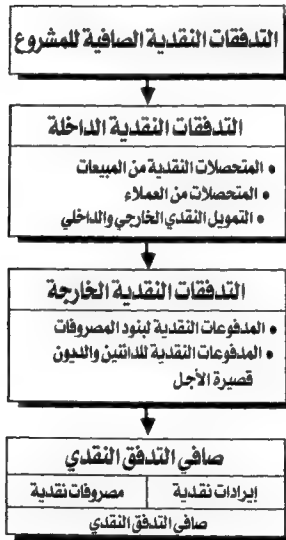 التدفقات النقدية الصافية للمشروع
التدفقات النقدية الداخلة
• المتحصلات النقدية من المبيعات
• المتحصلات من العملاء
• التمويل النقدي الخارجي والداخلي
التدفقات النقدية الخارجة
• المدفوعات النقدية لبنود المصروفات
• المدفوعات النقدية للدائنين والديون
قصيرة الأجل
صافي التدفق النقدي
إيرادات نقدية
مصروفات نقدية
صافي التدفق النقدي